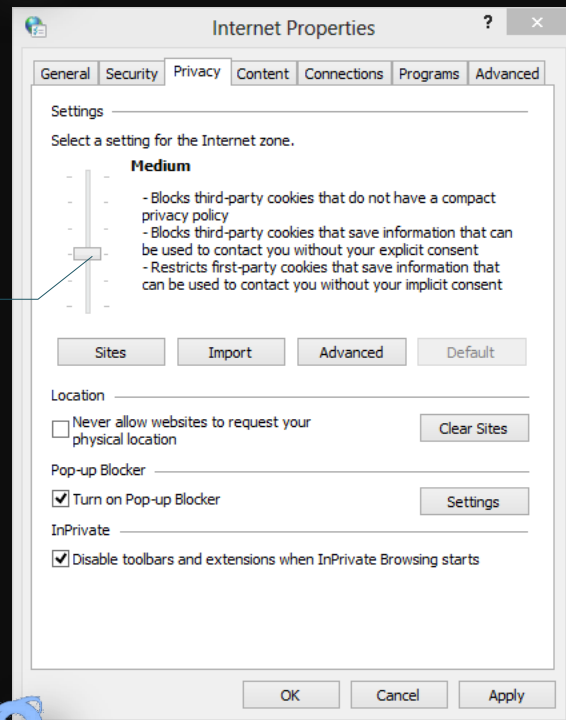 Internet Properties
?
General Security Privacy Content Connections Programs Advanced
Settings
Select a setting for the Internet zone.
Medium
- Blocks third-party cookies that do not have a compact
privacy policy
- Blocks third-party cookies that save information that can
be used to contact you without your explicit consent
- Restricts first-party cookies that save information that
can be used to contact you without your implicit consent
Sites Import Advanced Default
Location
Never allow websites to request your
physical location
Clear Sites
Pop-up Blocker
Turn on Pop-up Blocker
Settings
InPrivate
Disable toolbars and extensions when InPrivate Browsing starts
OK Cancel Apply